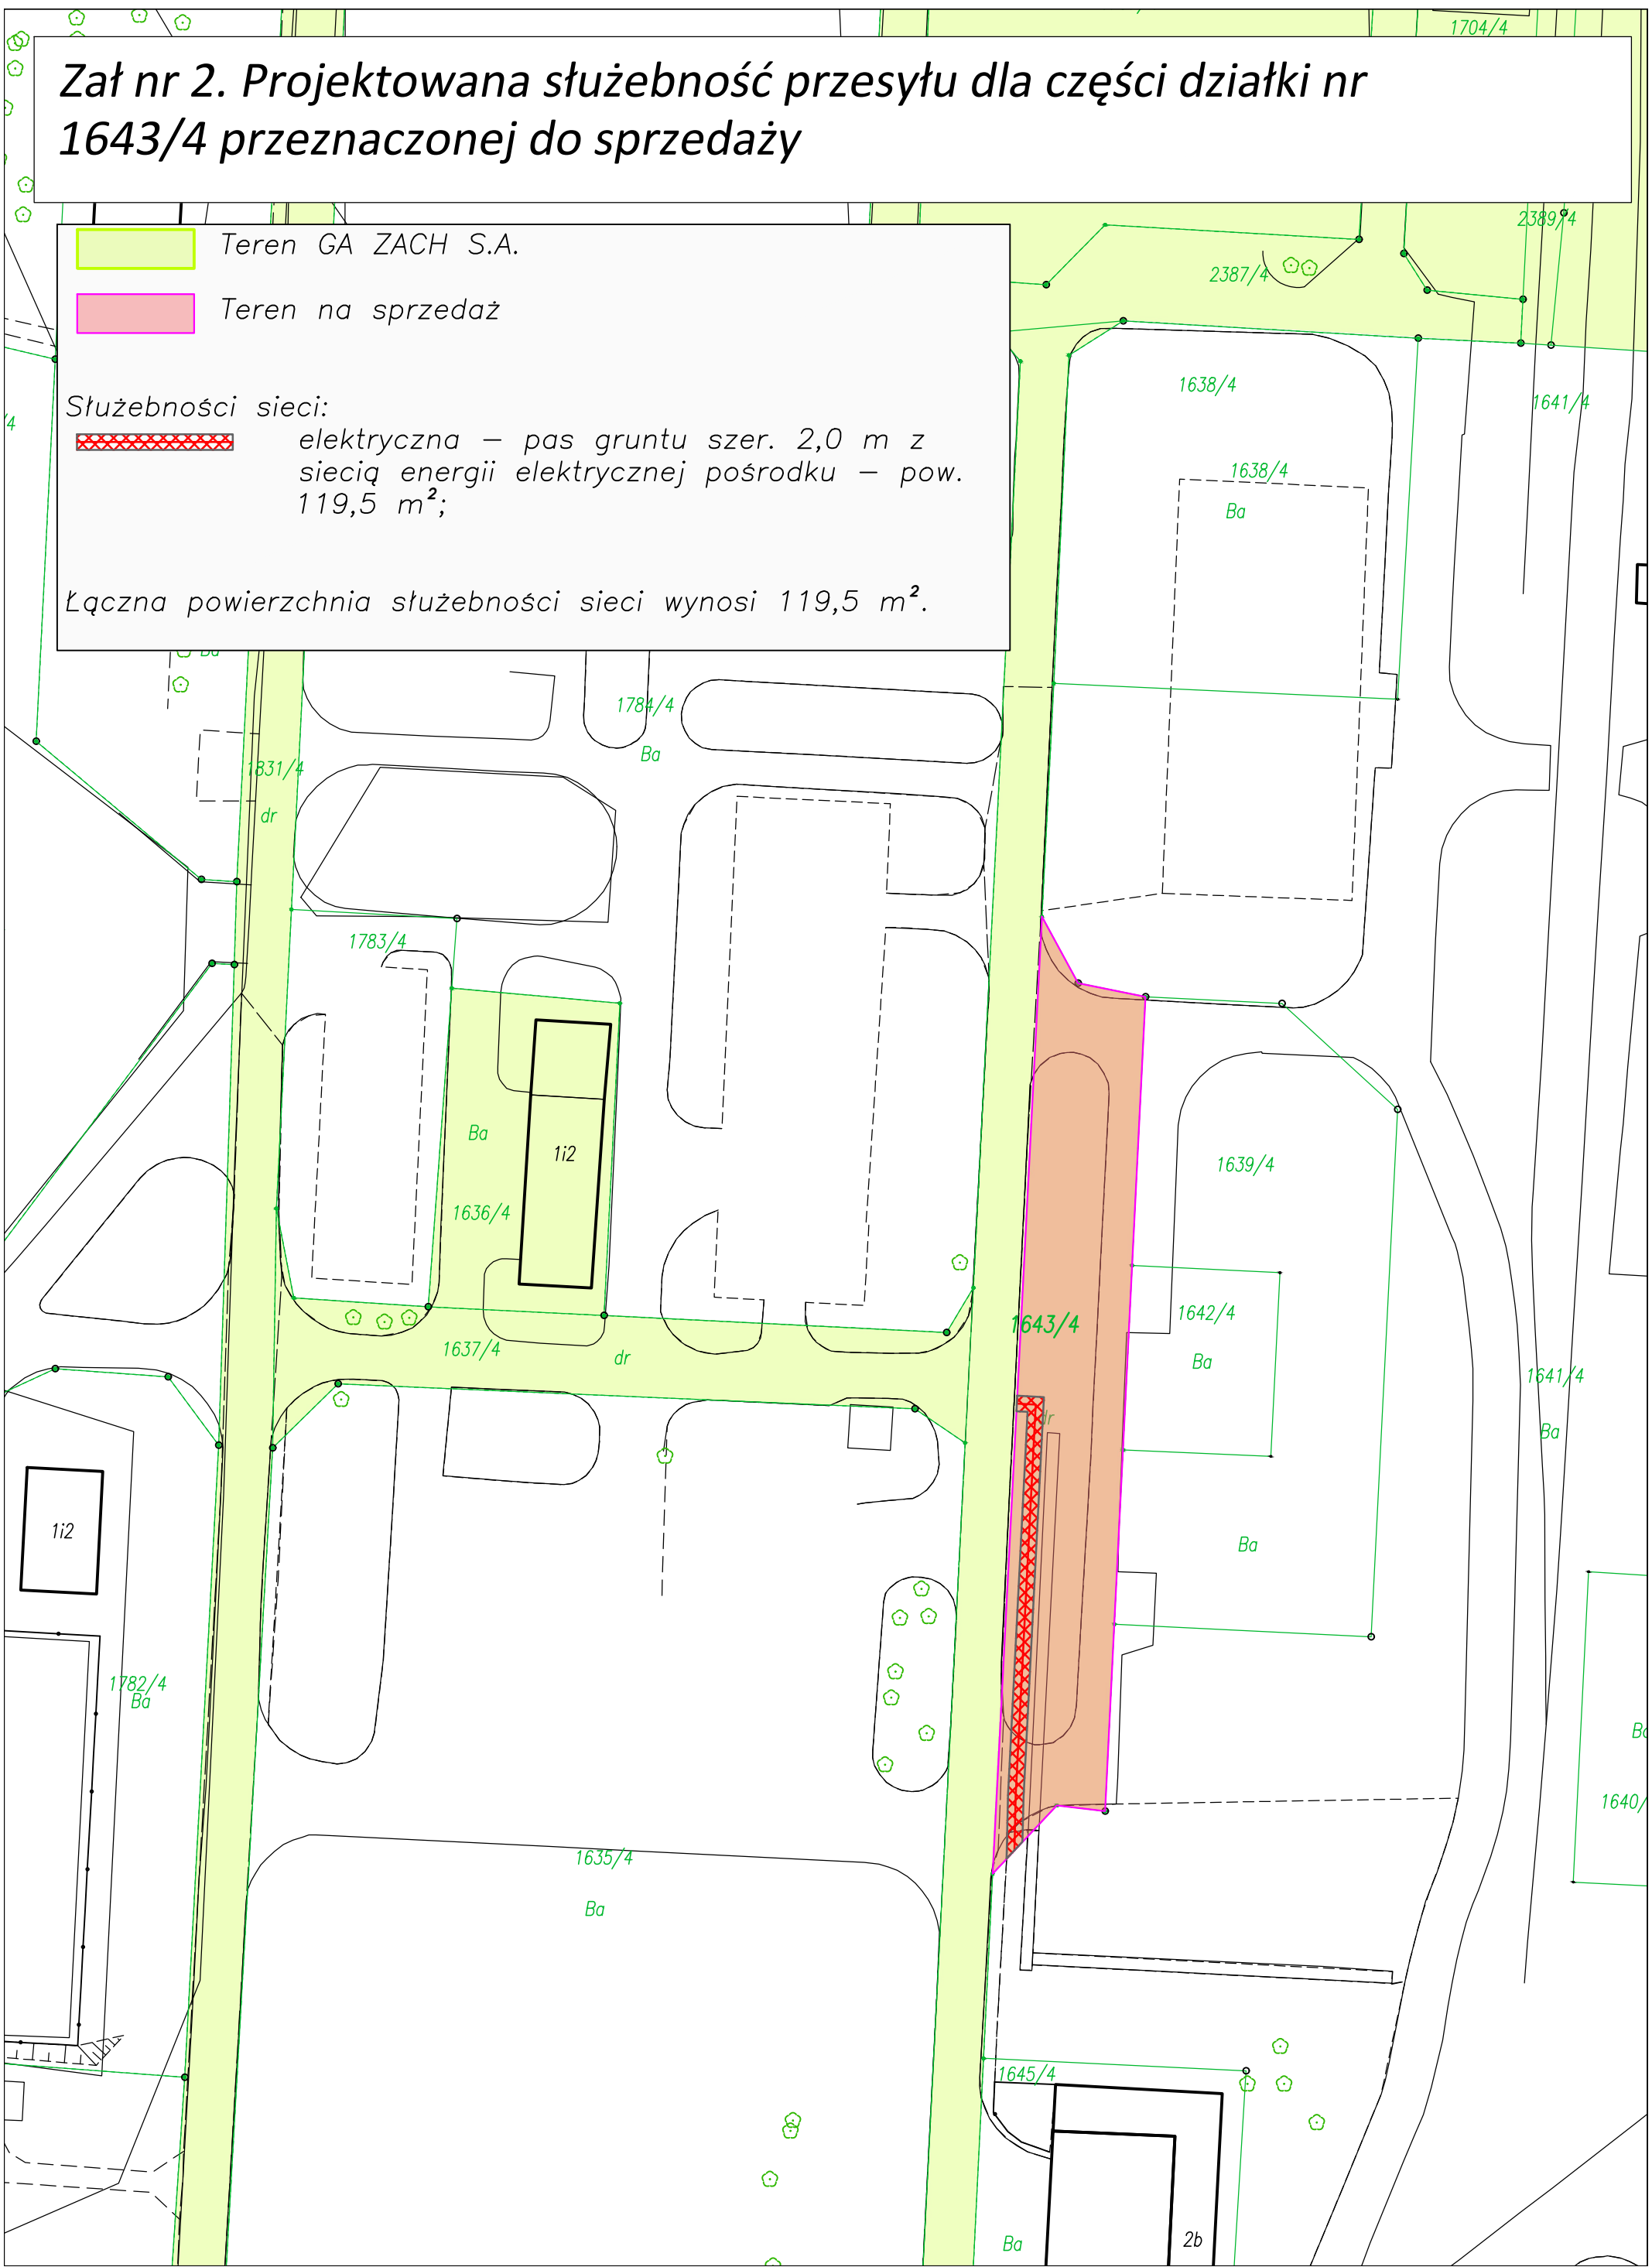 1704/4
Zał nr 2. Projektowana służebność przesyłu dla części działki nr
1643/4 przeznaczonej do sprzedaży
2389/4
Teren GA ZACH S.A.
2387/4
Teren na sprzedaż
1638/4
1641/4
/4
Służebności sieci:
elektryczna – pas gruntu szer. 2,0 m z
siecią energii elektrycznej pośrodku – pow.
119,5 m²;
1638/4
Ba
Łączna powierzchnia służebności sieci wynosi 119,5 m².
Ba
1784/4
Ba
1831/4
dr
1783/4
Ba
1i2
1639/4
1636/4
1642/4
1643/4
1637/4
dr
Ba
1641/4
dr
Ba
1i2
Ba
1782/4
Ba
Ba
1640/
1635/4
Ba
1645/4
2b
Ba